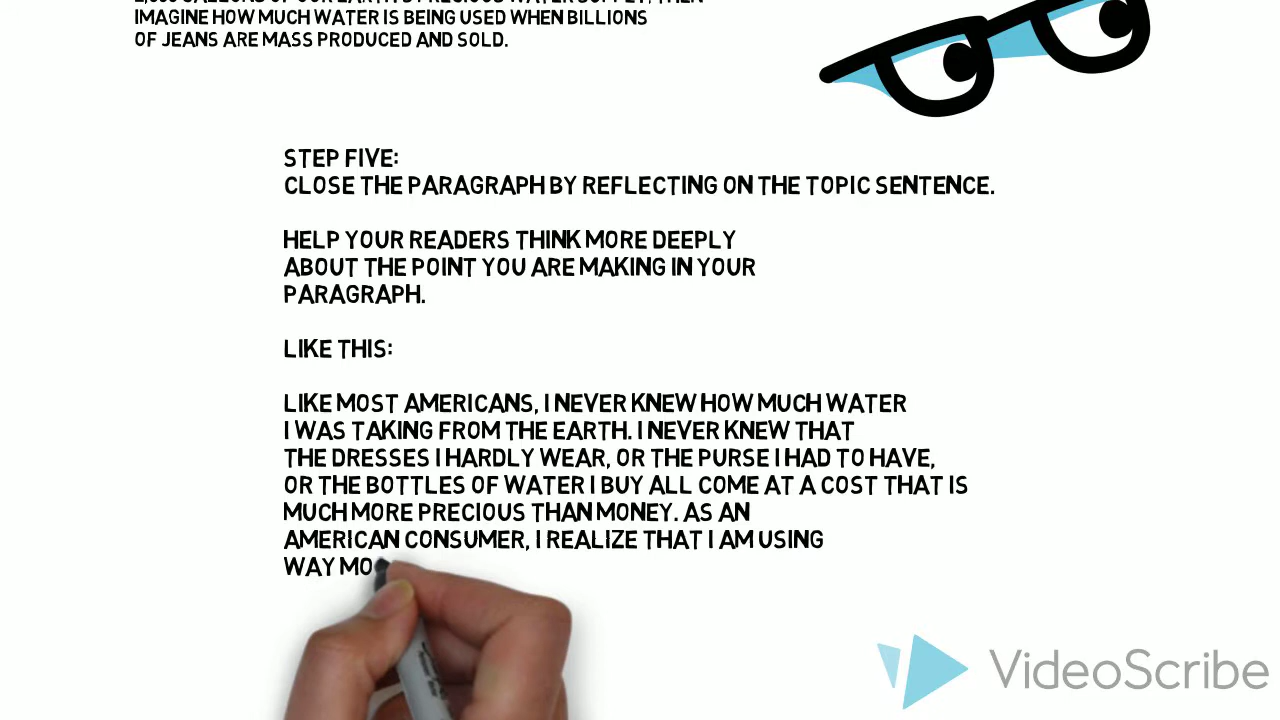 IMAGINE HOW MUCH WATER IS BEING USED WHEN BILLIONS
OF JEANS ARE MASS PRODUCED AND SOLD.
STEP FIVE:
CLOSE THE PARAGRAPH BY REFLECTING ON THE TOPIC SENTENCE.
HELP YOUR READERS THINK MORE DEEPLY
ABOUT THE POINT YOU ARE MAKING IN YOUR
PARAGRAPH.
LIKE THIS:
LIKE MOST AMERICANS, I NEVER KNEW HOW MUCH WATER
I WAS TAKING FROM THE EARTH. I NEVER KNEW THAT
THE DRESSES I HARDLY WEAR, OR THE PURSE I HAD TO HAVE,
OR THE BOTTLES OF WATER I BUY ALL COME AT A COST THAT IS
MUCH MORE PRECIOUS THAN MONEY. AS AN
AMERICAN CONSUMER, I REALIZE THAT I AM USING
WAY MO
VideoScribe